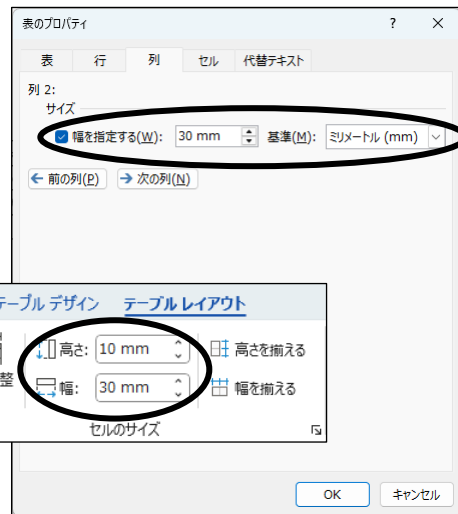 表のプロパティ ? ×
表 行 列 セル 代替テキスト
列 2:
サイズ
幅を指定する(W): 30 mm 基準(M): ミリメートル (mm)
前の列(P) 次の列(N)
テーブル デザイン テーブル レイアウト
高さ: 10 mm 高さを揃える
整 幅: 30 mm 幅を揃える
セルのサイズ
OK キャンセル